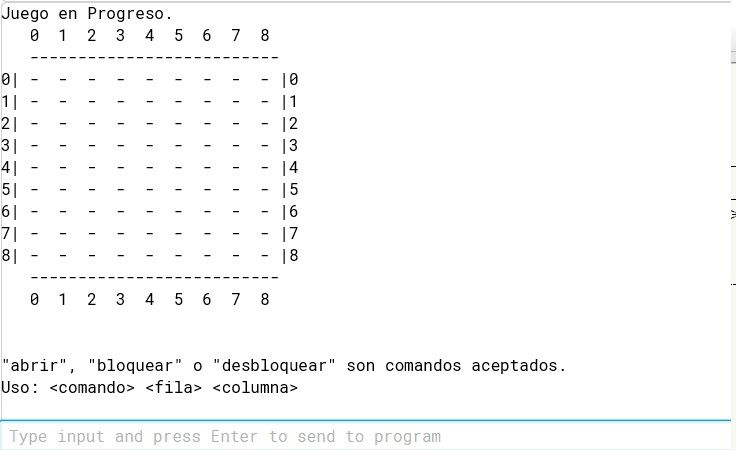 Juego en Progreso.
   0  1  2  3  4  5  6  7  8
   --------------------------
0| -  -  -  -  -  -  -  -  - |0
1| -  -  -  -  -  -  -  -  - |1
2| -  -  -  -  -  -  -  -  - |2
3| -  -  -  -  -  -  -  -  - |3
4| -  -  -  -  -  -  -  -  - |4
5| -  -  -  -  -  -  -  -  - |5
6| -  -  -  -  -  -  -  -  - |6
7| -  -  -  -  -  -  -  -  - |7
8| -  -  -  -  -  -  -  -  - |8
   --------------------------
   0  1  2  3  4  5  6  7  8
"abrir", "bloquear" o "desbloquear" son comandos aceptados.
Uso: <comando> <fila> <columna>
Type input and press Enter to send to program